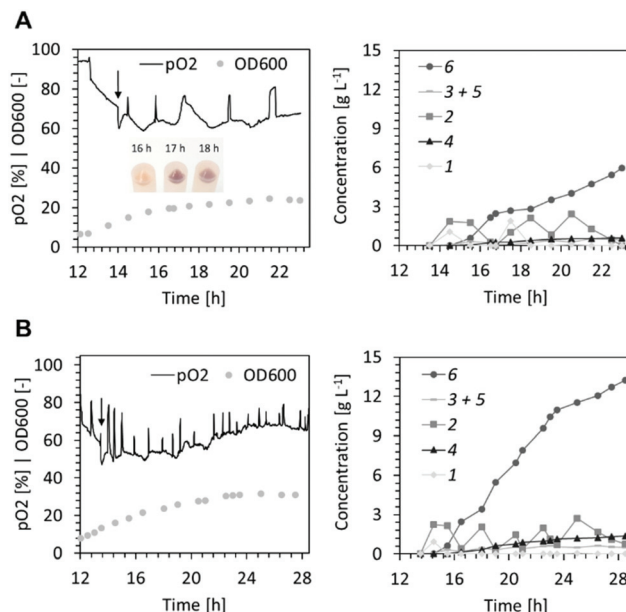 A
pO2 [%] | OD600 [-]
100
80
60
40
20
0
pO2
OD600
16 h
17 h
18 h
12
14
16
18
20
22
Time [h]
Concentration [g L⁻¹]
15
12
9
6
3
0
6
3 + 5
2
4
1
12
14
16
18
20
22
Time [h]
B
pO2 [%] | OD600 [-]
100
80
60
40
20
0
pO2
OD600
12
16
20
24
28
Time [h]
Concentration [g L⁻¹]
15
12
9
6
3
0
6
3 + 5
2
4
1
12
16
21
25
28
Time [h]